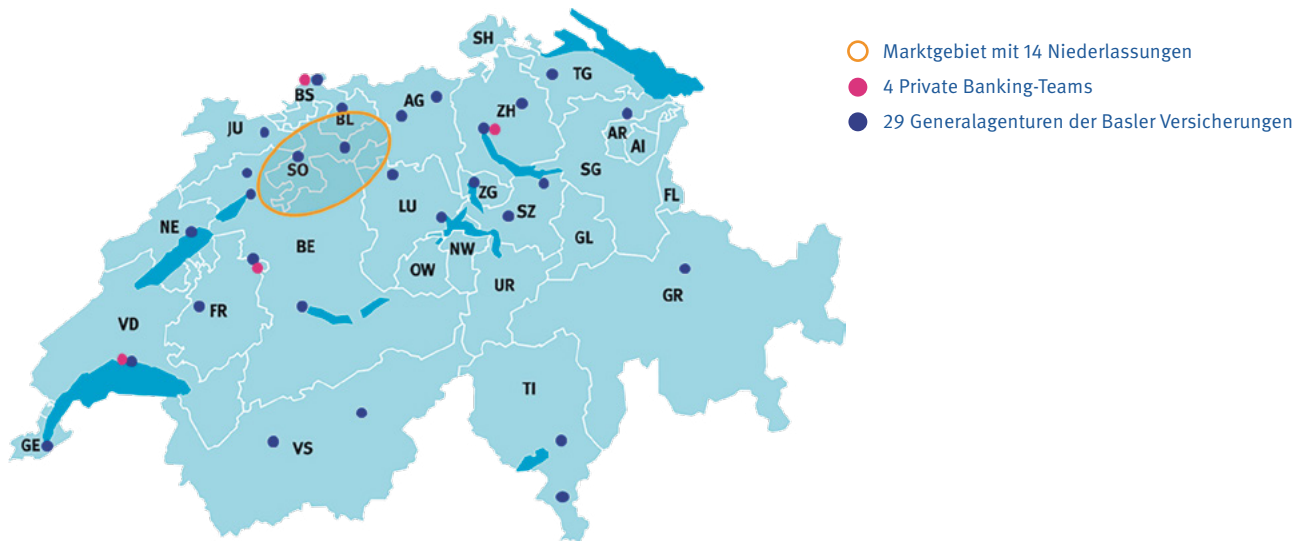 SH
TG
BS
AG
ZH
BL
JU
AR
AI
SO
SG
ZG
FL
LU
SZ
NE
BE
NW
GL
OW
UR
GR
FR
VD
TI
GE
VS
Marktgebiet mit 14 Niederlassungen
4 Private Banking-Teams
29 Generalagenturen der Basler Versicherungen